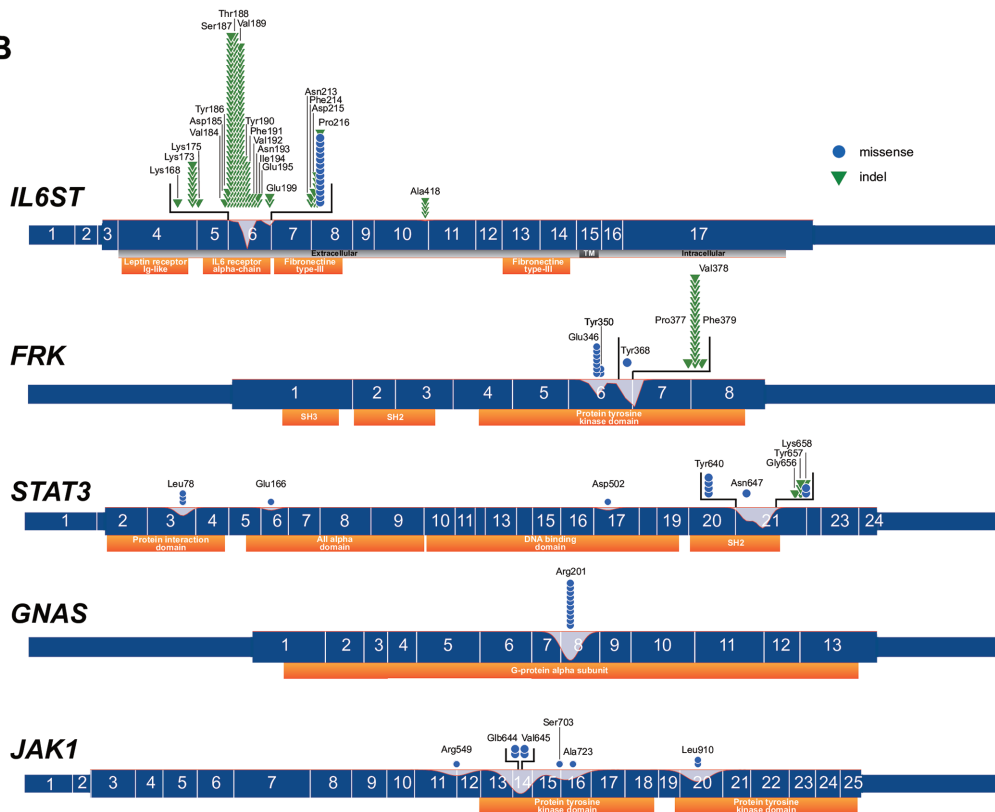 B
Thr188
Ser187 Val189
Asn213
Phe214
Asp215
Pro216
Tyr186
Asp185
Val184
Tyr190
Phe191
Val192
Asn193
Ile194
Glu195
Lys175
Lys173
Lys168
Glu199
Ala418
missense
indel
IL6ST
1 2 3 4 5 6 7 8 9 10 11 12 13 14 15 16 17
Extracellular TM Intracellular
Leptin receptor
Ig-like
IL6 receptor
alpha-chain
Fibronectine
type-III
Fibronectine
type-III
Val378
Pro377 Phe379
Tyr350
Glu346
Tyr368
FRK
1 2 3 4 5 6 7 8
SH3 SH2
Protein tyrosine
kinase domain
Lys658
Tyr657
Gly656
Tyr640
Asn647
Leu78 Glu166 Asp502
STAT3
1 2 3 4 5 6 7 8 9 10 11 13 15 16 17 19 20 21 23 24
Protein interaction
domain
All alpha
domain
DNA binding
domain
SH2
Arg201
GNAS
1 2 3 4 5 6 7 8 9 10 11 12 13
G-protein alpha subunit
Ser703
Glb644 Val645
Arg549 Ala723 Leu910
JAK1
1 2 3 4 5 6 7 8 9 10 11 12 13 14 15 16 17 18 19 20 21 22 23 24 25
Protein tyrosine
kinase domain
Protein tyrosine
kinase domain